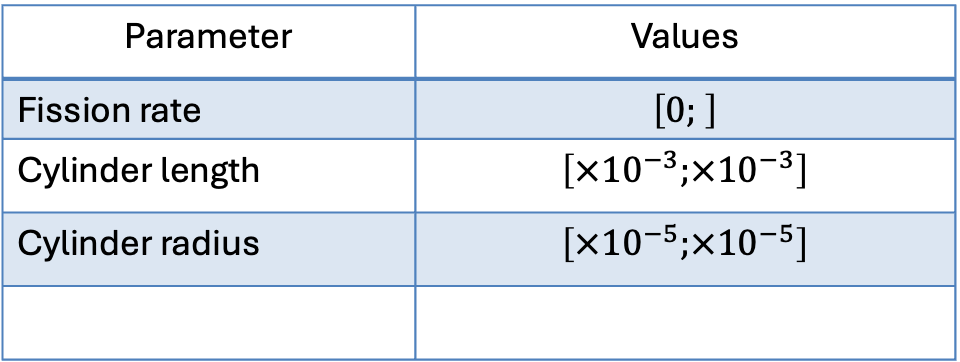 Parameter Values
Fission rate [0; ]
Cylinder length [×10⁻³;×10⁻³]
Cylinder radius [×10⁻⁵;×10⁻⁵]